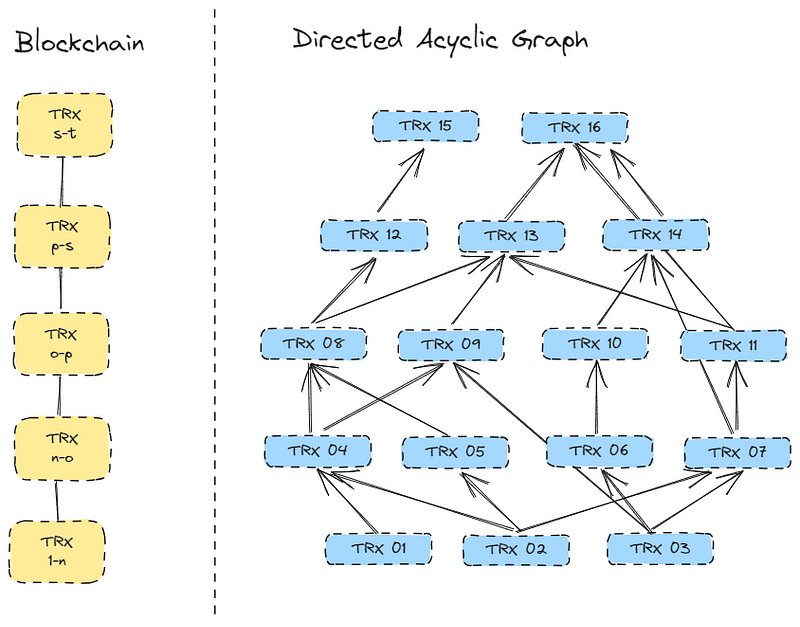 Blockchain
Directed Acyclic Graph
TRX
s-t
TRX
p-s
TRX
o-p
TRX
n-o
TRX
1-n
TRX 15
TRX 16
TRX 12
TRX 13
TRX 14
TRX 08
TRX 09
TRX 10
TRX 11
TRX 04
TRX 05
TRX 06
TRX 07
TRX 01
TRX 02
TRX 03